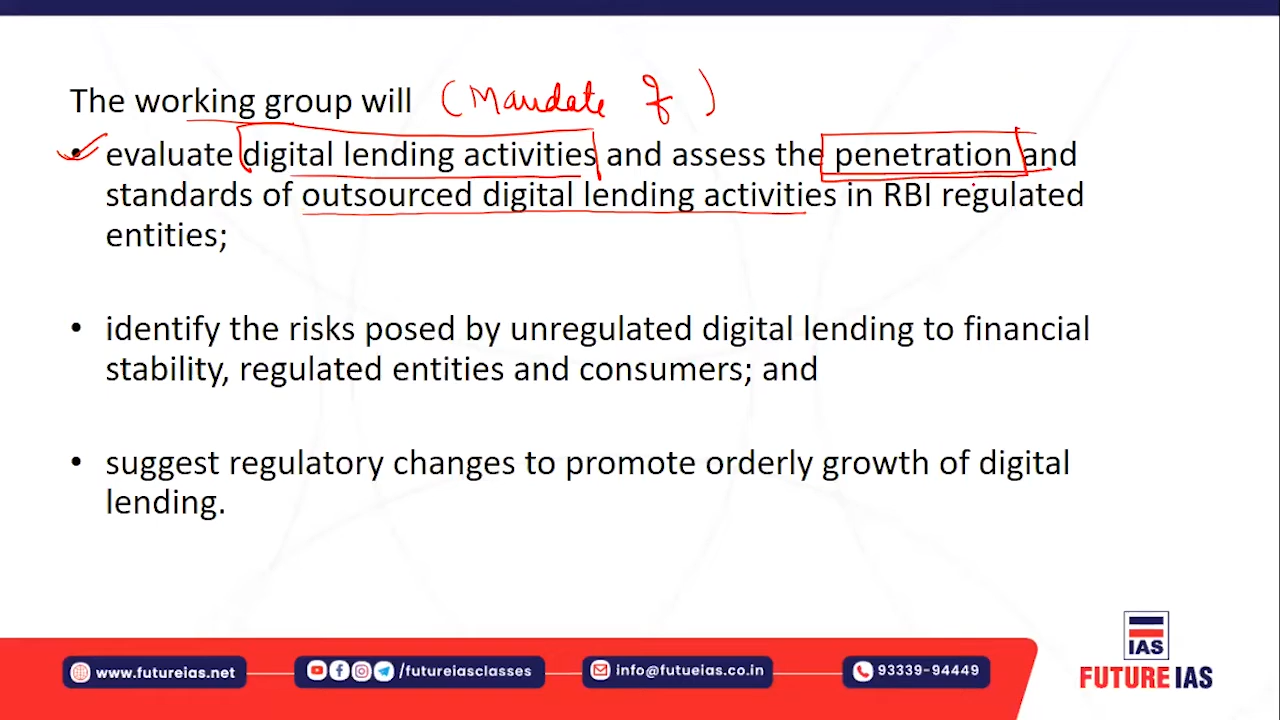 The working group will (Mandate of)
• evaluate digital lending activities and assess the penetration and
standards of outsourced digital lending activities in RBI regulated
entities;
• identify the risks posed by unregulated digital lending to financial
stability, regulated entities and consumers; and
• suggest regulatory changes to promote orderly growth of digital
lending.
IAS
www.futureias.net /futureiasclasses info@futueias.co.in 93339-94449
FUTURE IAS